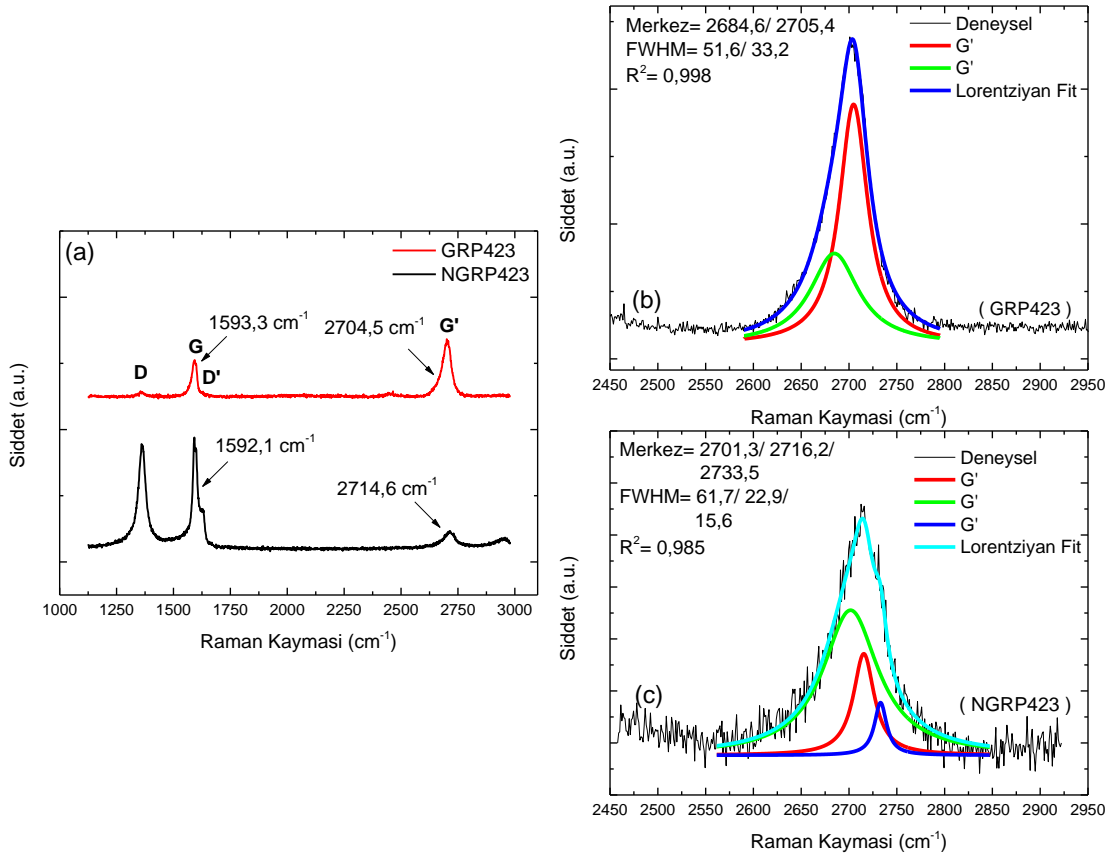 (a)
GRP423
NGRP423
1593,3 cm-1
2704,5 cm-1
G'
G
D
D'
1592,1 cm-1
2714,6 cm-1
Siddet (a.u.)
1000 1250 1500 1750 2000 2250 2500 2750 3000
Raman Kaymasi (cm-1)
Merkez= 2684,6/ 2705,4
FWHM= 51,6/ 33,2
R2= 0,998
Deneysel
G'
G'
Lorentziyan Fit
Siddet (a.u.)
(b)
( GRP423 )
2450 2500 2550 2600 2650 2700 2750 2800 2850 2900 2950
Raman Kaymasi (cm-1)
Merkez= 2701,3/ 2716,2/
2733,5
FWHM= 61,7/ 22,9/
15,6
R2= 0,985
Deneysel
G'
G'
G'
Lorentziyan Fit
Siddet (a.u.)
(c)
( NGRP423 )
2450 2500 2550 2600 2650 2700 2750 2800 2850 2900 2950
Raman Kaymasi (cm-1)